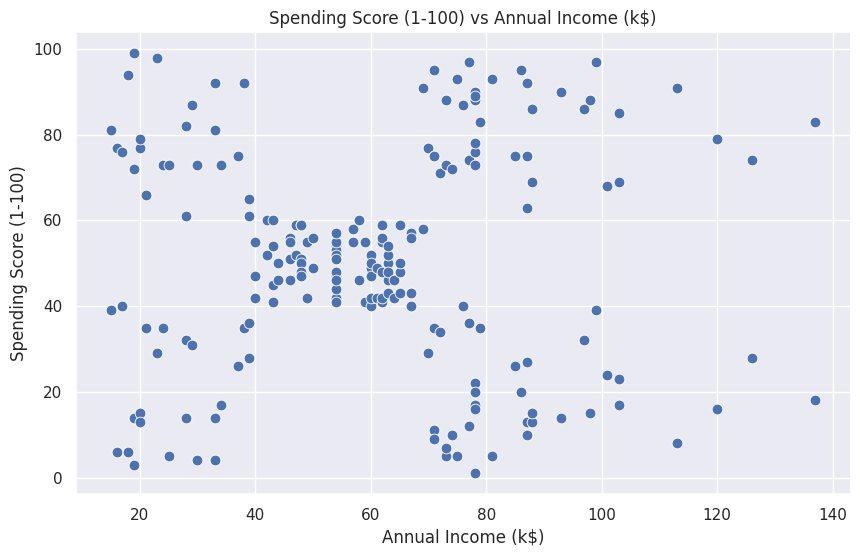 Spending Score (1-100) vs Annual Income (k$)
Spending Score (1-100)
100
80
60
40
20
0
20 40 60 80 100 120 140
Annual Income (k$)